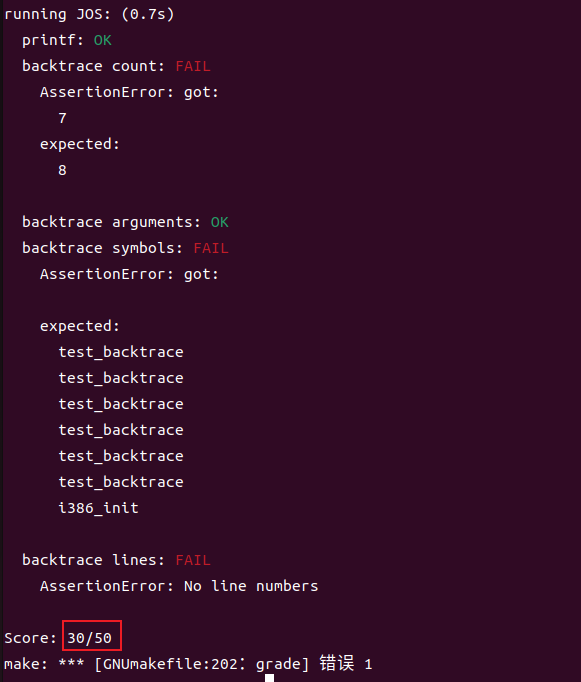 running JOS: (0.7s)
printf: OK
backtrace count: FAIL
AssertionError: got:
7
expected:
8
backtrace arguments: OK
backtrace symbols: FAIL
AssertionError: got:
expected:
test_backtrace
test_backtrace
test_backtrace
test_backtrace
test_backtrace
test_backtrace
i386_init
backtrace lines: FAIL
AssertionError: No line numbers
Score: 30/50
make: *** [GNUmakefile:202：grade] 错误 1